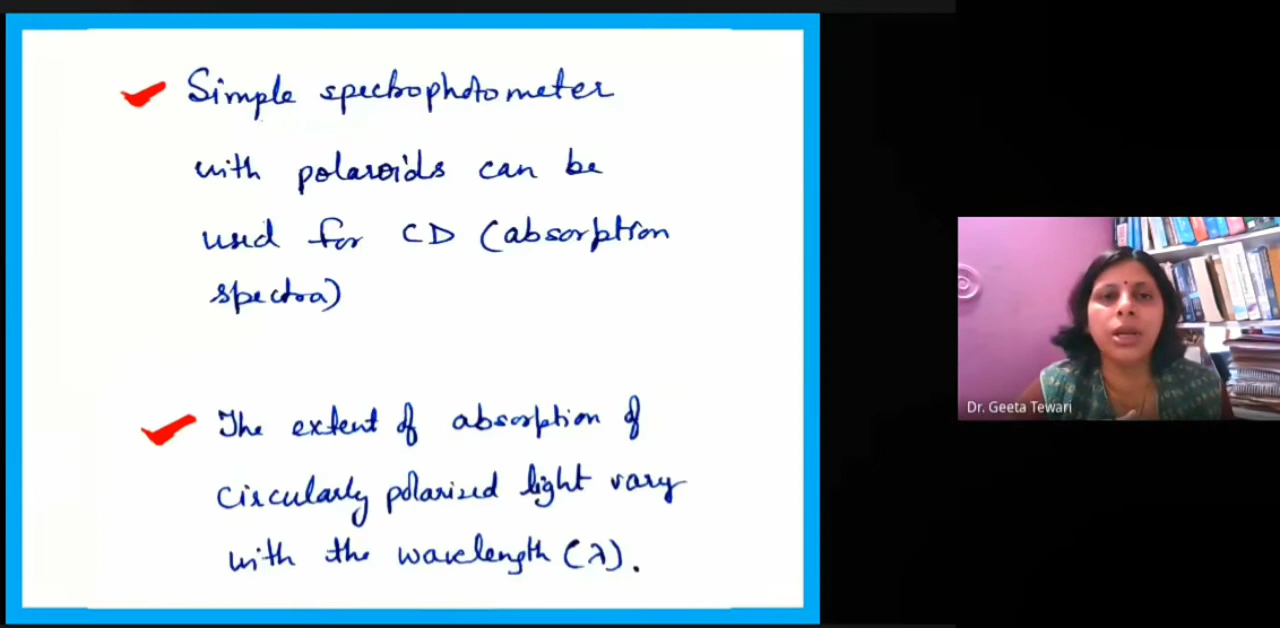 Simple spectrophotometer
with polaroids can be
used for CD (absorption
spectra)
The extent of absorption of
circularly polarized light vary
with the wavelength (λ).
Dr. Geeta Tewari